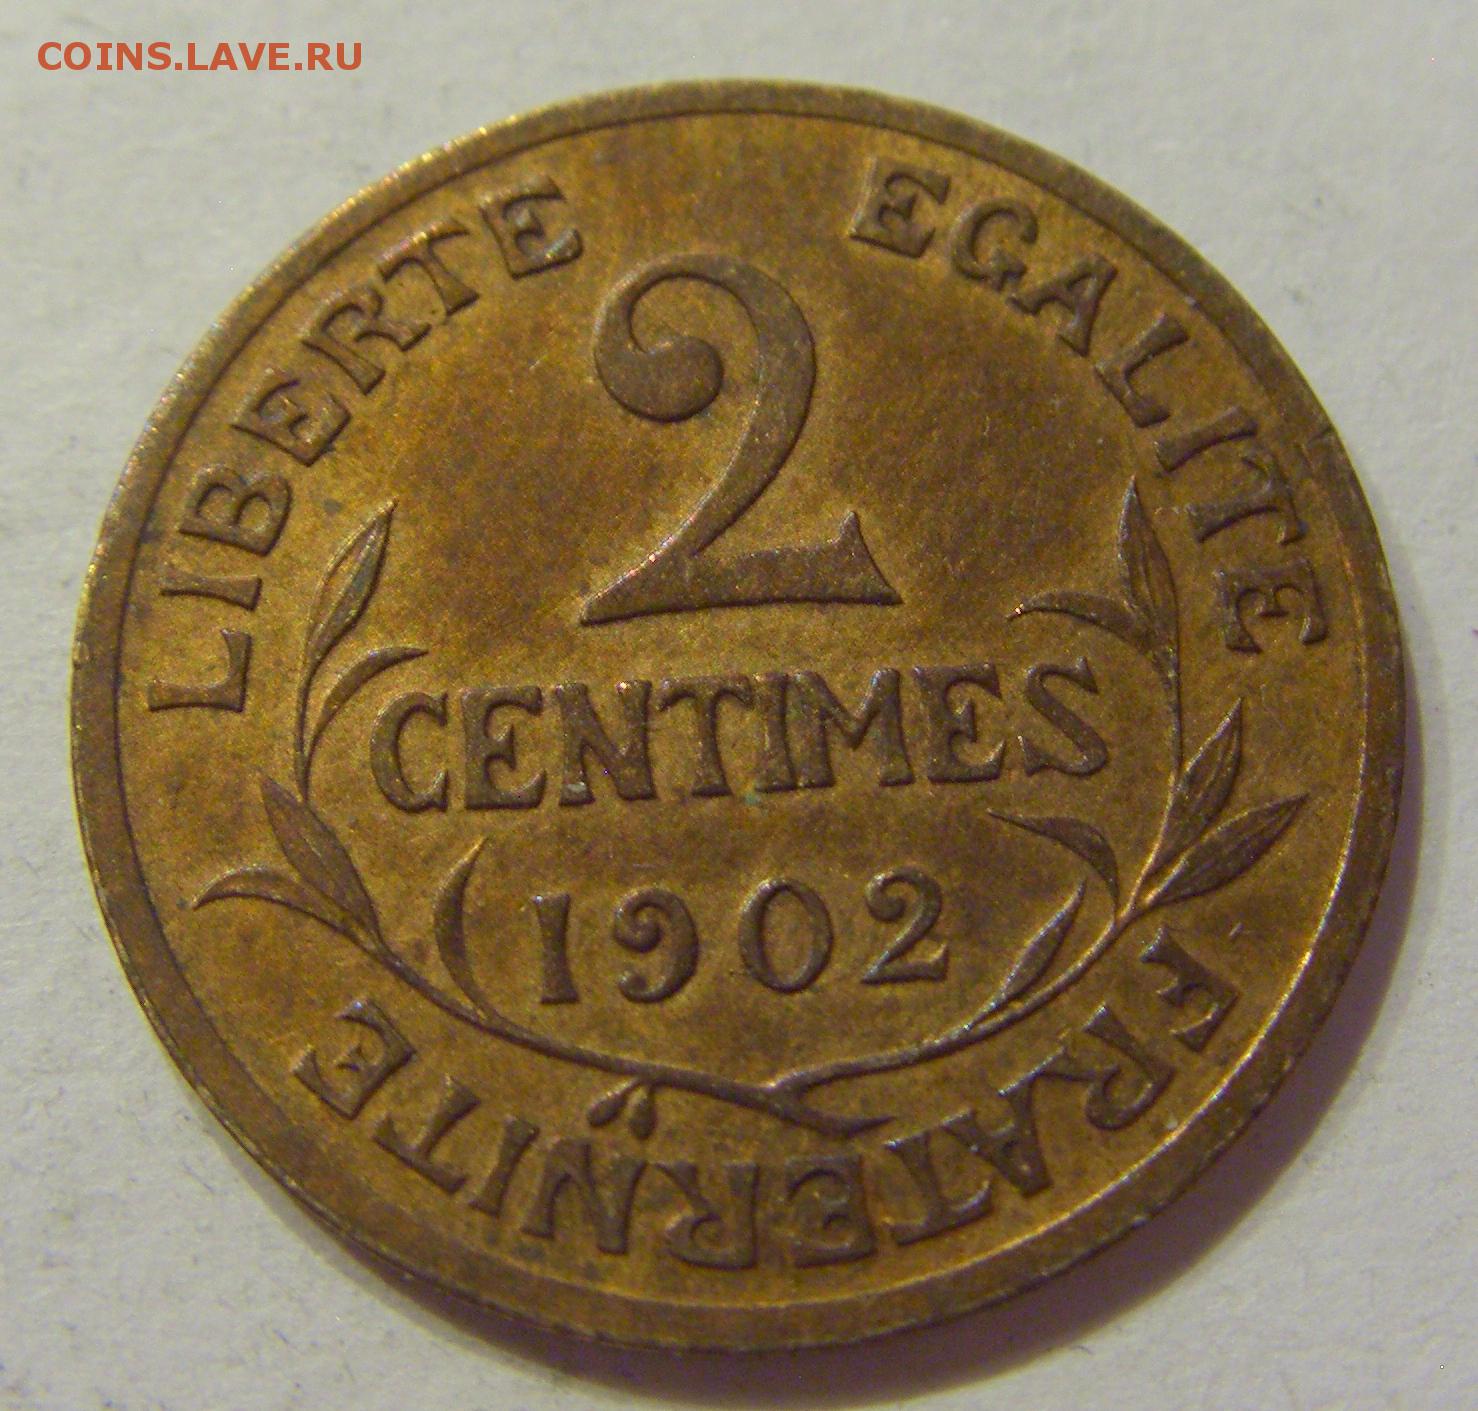 COINS.LAVE.RU
LIBERTE EGALITE FRATERNITE
2
CENTIMES
1902